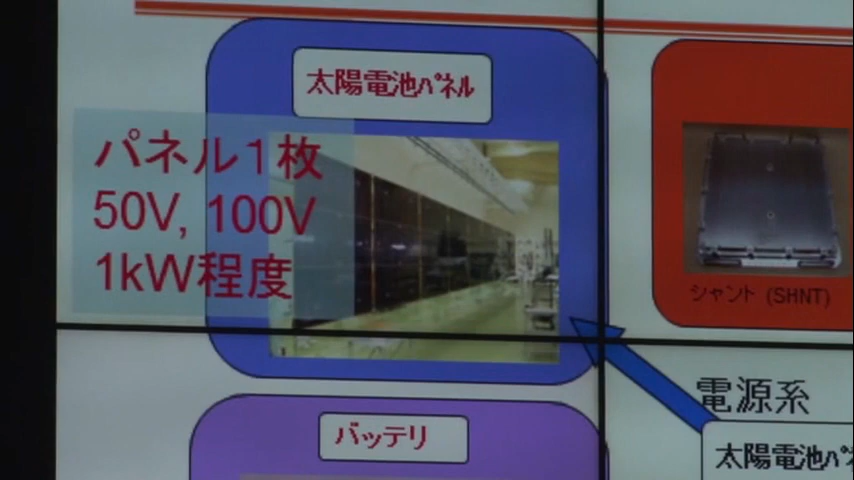 太陽電池パネル
パネル1枚
50V, 100V
1kW程度
シャント (SHNT)
電源系
太陽電池パネ
バッテリ